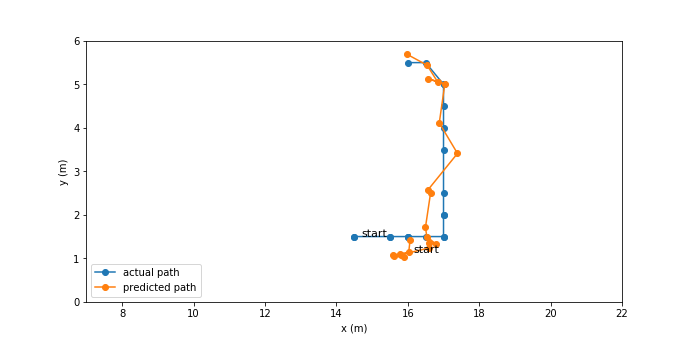 6
5
4
3
2
1
0
y (m)
start
start
actual path
predicted path
8 10 12 14 16 18 20 22
x (m)